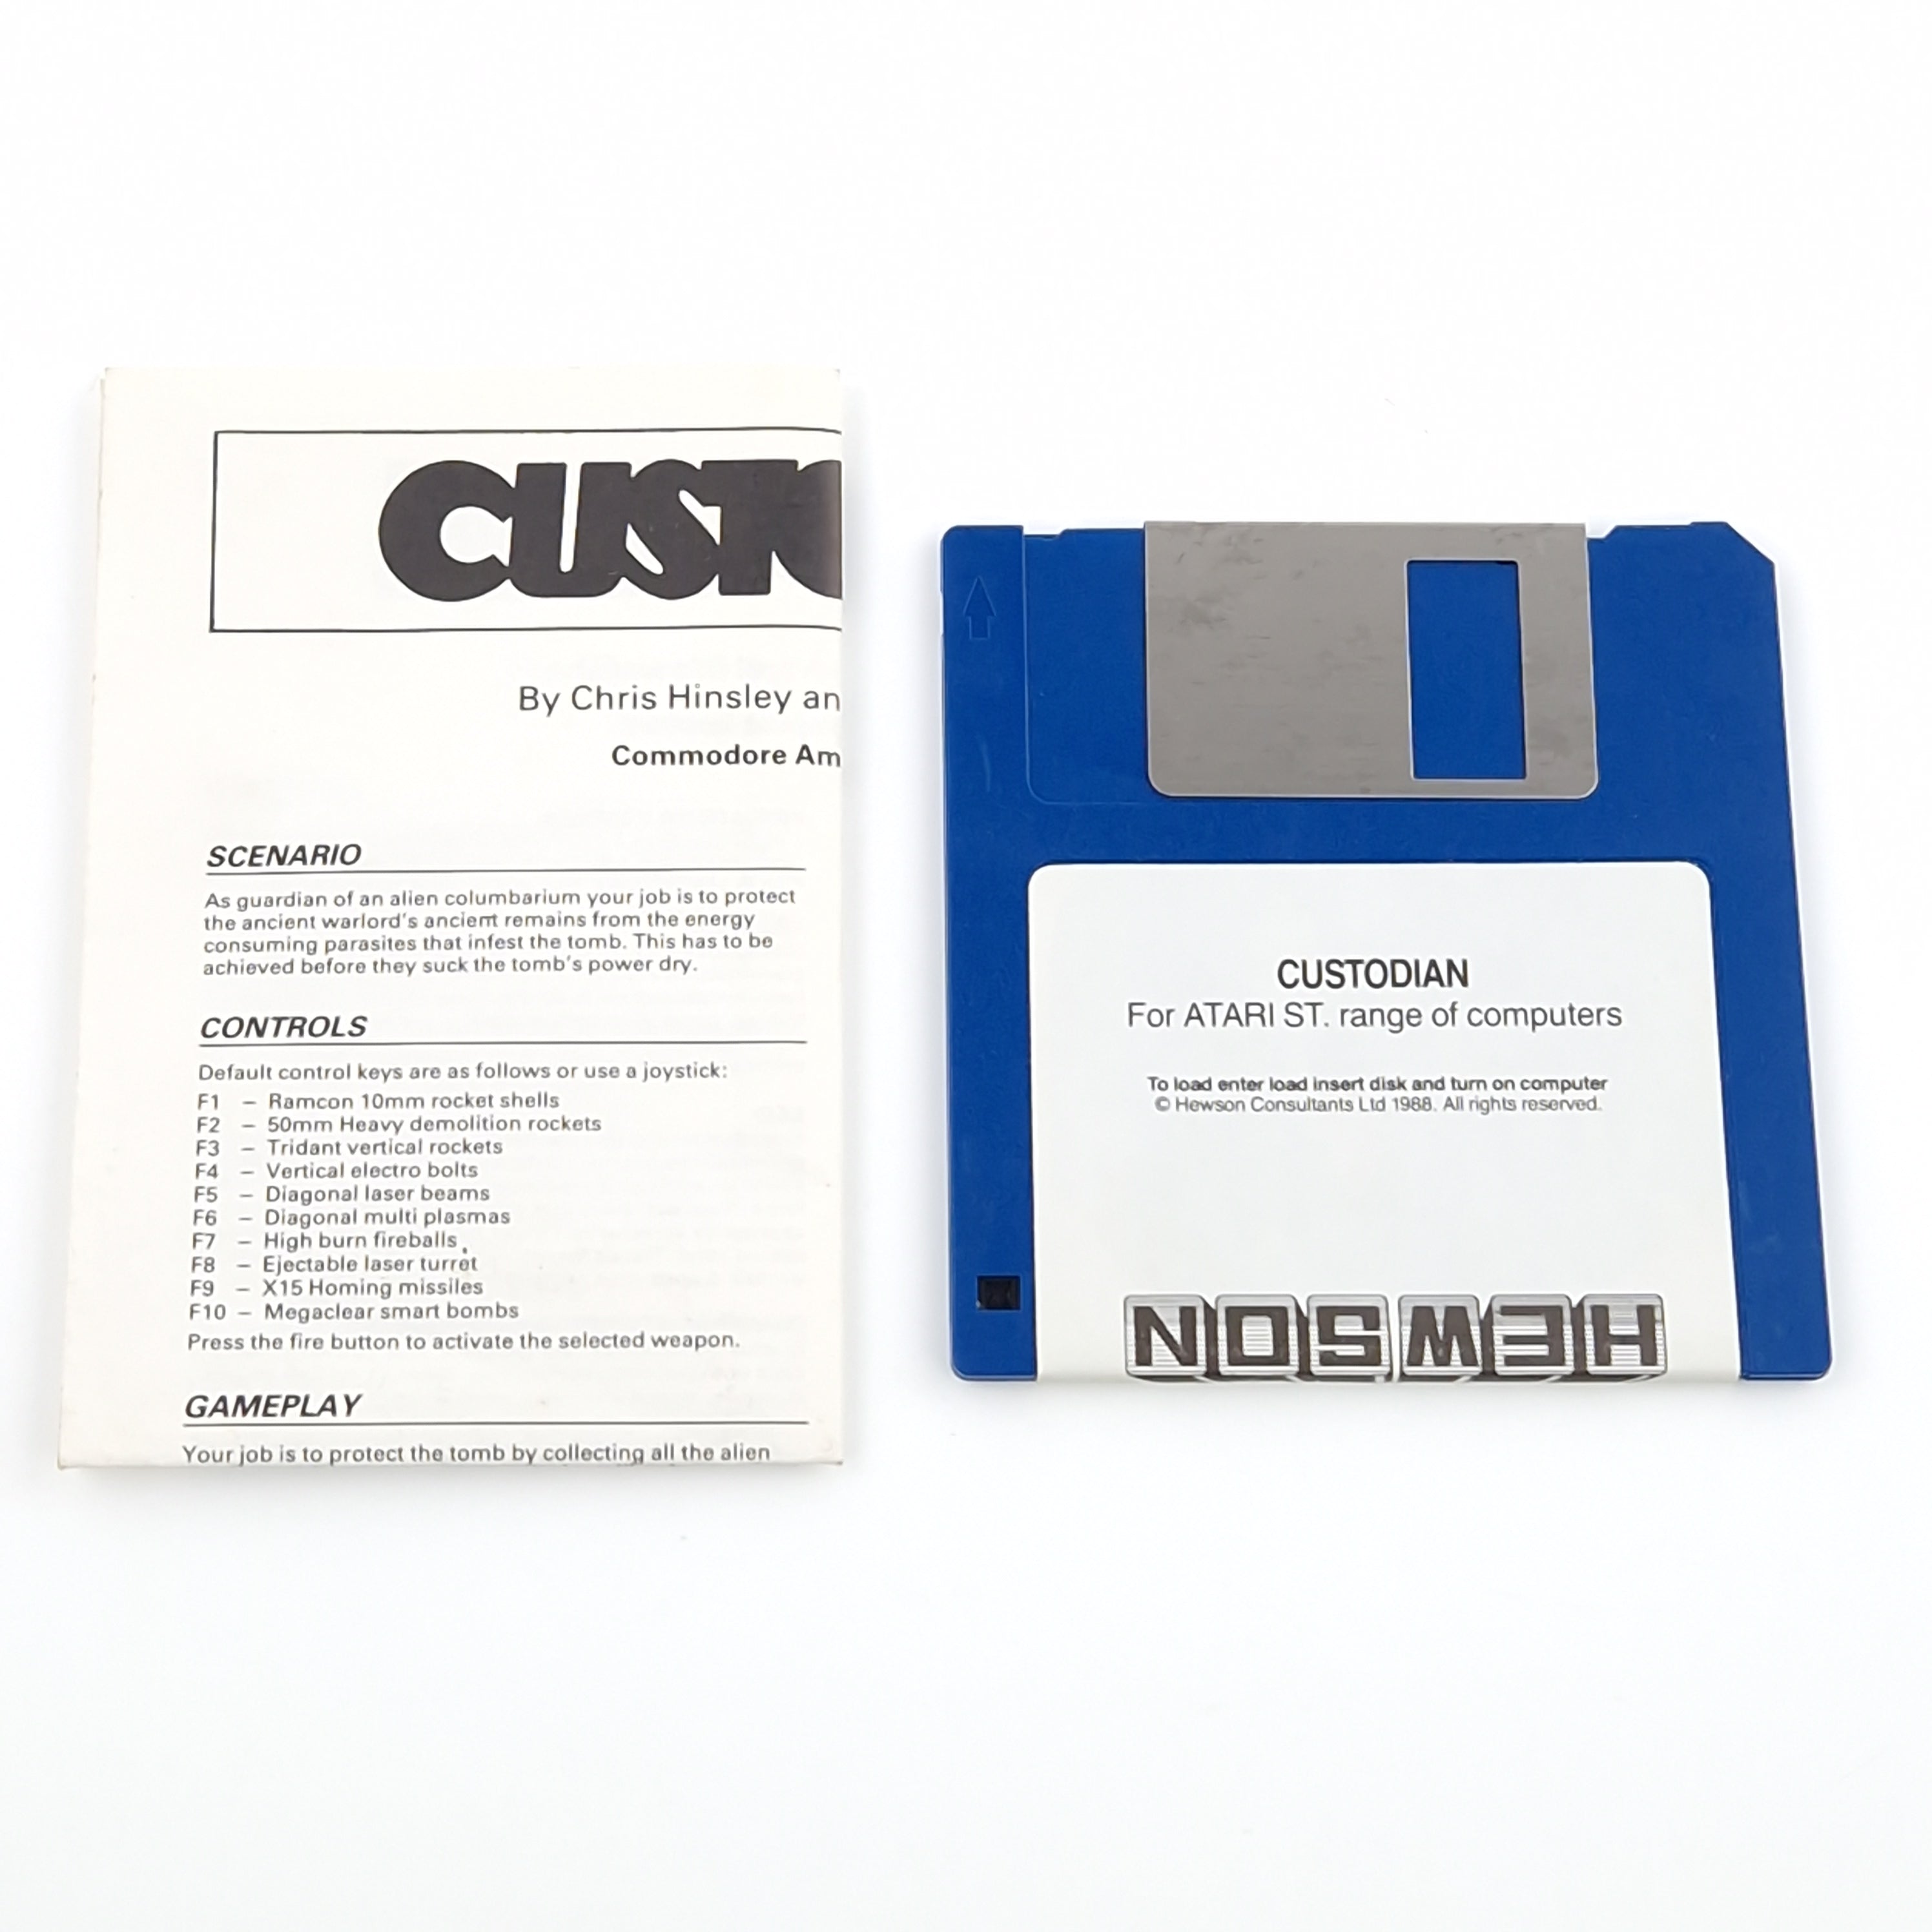 CUSTO
By Chris Hinsley an
Commodore Am
SCENARIO
As guardian of an alien columbarium your job is to protect
the ancient warlord's ancient remains from the energy
consuming parasites that infest the tomb. This has to be
achieved before they suck the tomb's power dry.
CONTROLS
Default control keys are as follows or use a joystick:
F1 – Ramcon 10mm rocket shells
F2 – 50mm Heavy demolition rockets
F3 – Tridant vertical rockets
F4 – Vertical electro bolts
F5 – Diagonal laser beams
F6 – Diagonal multi plasmas
F7 – High burn fireballs
F8 – Ejectable laser turret
F9 – X15 Homing missiles
F10 – Megaclear smart bombs
Press the fire button to activate the selected weapon.
GAMEPLAY
Your job is to protect the tomb by collecting all the alien
CUSTODIAN
For ATARI ST. range of computers
To load enter load insert disk and turn on computer
© Hewson Consultants Ltd 1988. All rights reserved.
HEWSON